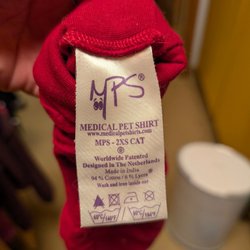 MPS®
MEDICAL PET SHIRT
www.medicalpetshirts.com
MPS - 2XS CAT
®
Worldwide Patented
Designed in The Netherlands
Made in India
94 % Cotton / 6 % Lycra®
Wash and iron inside out